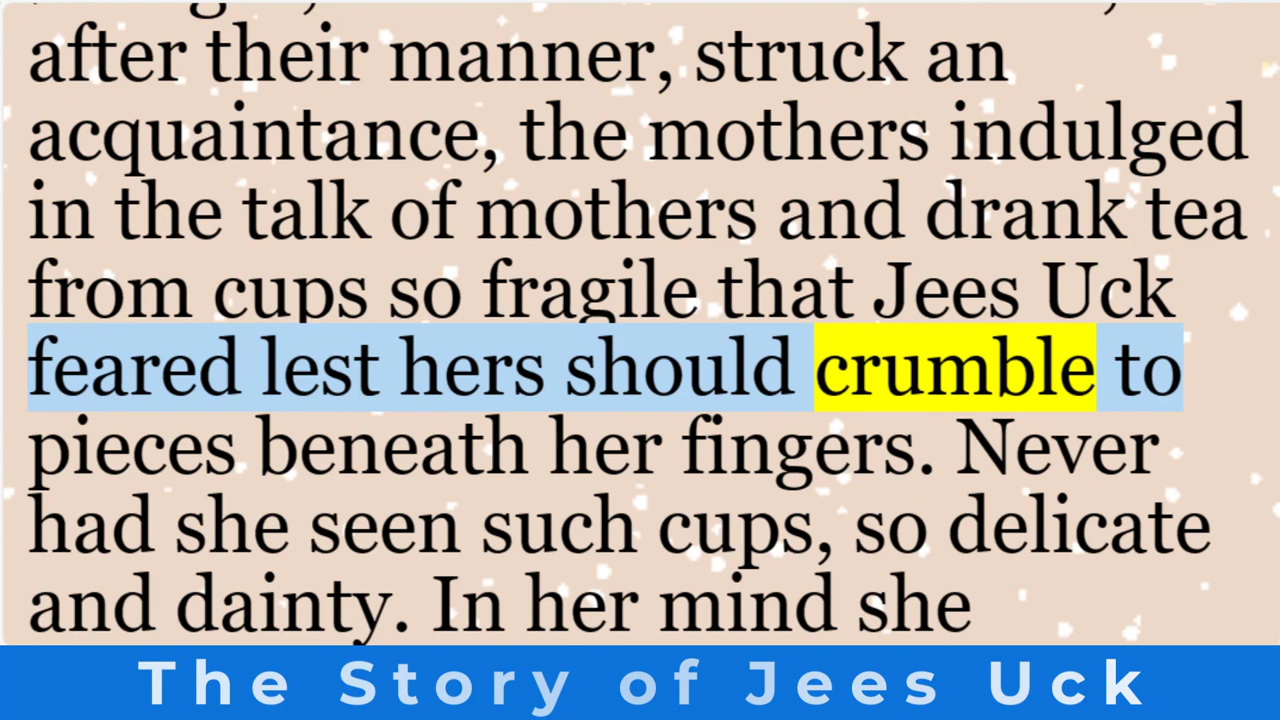 after their manner, struck an
acquaintance, the mothers indulged
in the talk of mothers and drank tea
from cups so fragile that Jees Uck
feared lest hers should crumble to
pieces beneath her fingers. Never
had she seen such cups, so delicate
and dainty. In her mind she
The Story of Jees Uck